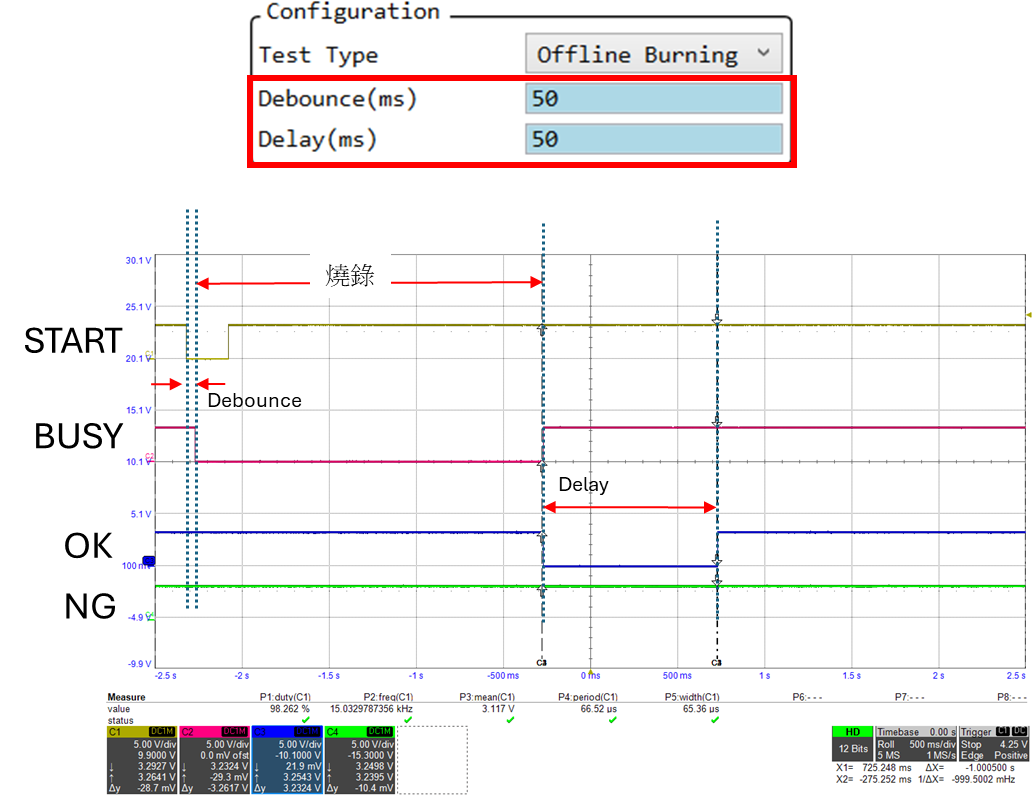 Configuration
Test Type Offline Burning
Debounce(ms) 50
Delay(ms) 50
30.1 V
燒錄
25.1 V
START
20.1 V
15.1 V
Debounce
BUSY
10.1 V
Delay
5.1 V
OK
100 mV
NG
-4.9 V
-9.9 V
C3 C3
-2.5 s -2 s -1.5 s -1 s -500 ms 0 ms 500 ms 1 s 1.5 s 2 s 2.5 s
Measure P1:duty(C1) P2:freq(C1) P3:mean(C1) P4:period(C1) P5:width(C1) P6:- - - P7:- - - P8:- - -
value 98.262 % 15.0329787356 kHz 3.117 V 66.52 µs 65.36 µs
status
C1 DC1M C2 DC1M C3 DC1M C4 DC1M HD Timebase 0.00 s Trigger C1 DC
5.00 V/div 5.00 V/div 5.00 V/div 5.00 V/div 12 Bits Roll 500 ms/div Stop 4.25 V
9.9000 V 0.0 mV ofst -10.1000 V -15.3000 V 5 MS 1 MS/s Edge Positive
↓ 3.2927 V ↓ 3.2324 V ↓ 21.9 mV ↓ 3.2498 V X1= 725.248 ms ΔX= -1.000500 s
↑ 3.2641 V ↑ -29.3 mV ↑ 3.2543 V ↑ 3.2395 V X2= -275.252 ms 1/ΔX= -999.5002 mHz
Δy -28.7 mV Δy -3.2617 V Δy 3.2324 V Δy -10.4 mV